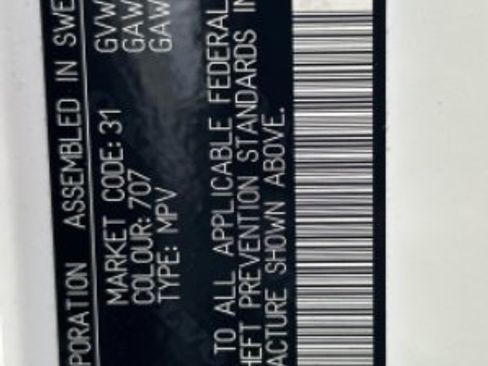 PORATION ASSEMBLED IN SWE
GVW
GAW
GAW
MARKET CODE: 31
COLOUR: 707
TYPE: MPV
TO ALL APPLICABLE FEDERAL
HEFT PREVENTION STANDARDS IN
ACTURE SHOWN ABOVE.